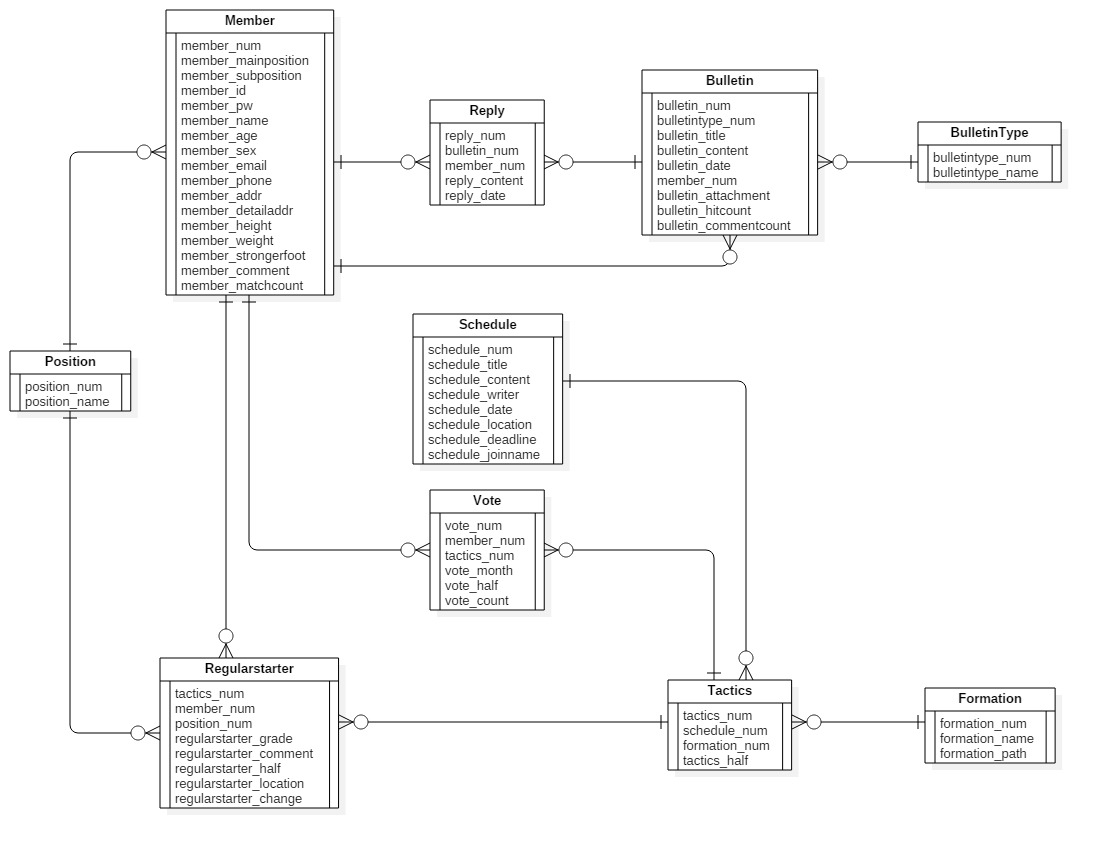 Member
member_num
member_mainposition
member_subposition
member_id
member_pw
member_name
member_age
member_sex
member_email
member_phone
member_addr
member_detailaddr
member_height
member_weight
member_strongerfoot
member_comment
member_matchcount
Reply
reply_num
bulletin_num
member_num
reply_content
reply_date
Bulletin
bulletin_num
bulletintype_num
bulletin_title
bulletin_content
bulletin_date
member_num
bulletin_attachment
bulletin_hitcount
bulletin_commentcount
BulletinType
bulletintype_num
bulletintype_name
Position
position_num
position_name
Schedule
schedule_num
schedule_title
schedule_content
schedule_writer
schedule_date
schedule_location
schedule_deadline
schedule_joinname
Vote
vote_num
member_num
tactics_num
vote_month
vote_half
vote_count
Regularstarter
tactics_num
member_num
position_num
regularstarter_grade
regularstarter_comment
regularstarter_half
regularstarter_location
regularstarter_change
Tactics
tactics_num
schedule_num
formation_num
tactics_half
Formation
formation_num
formation_name
formation_path